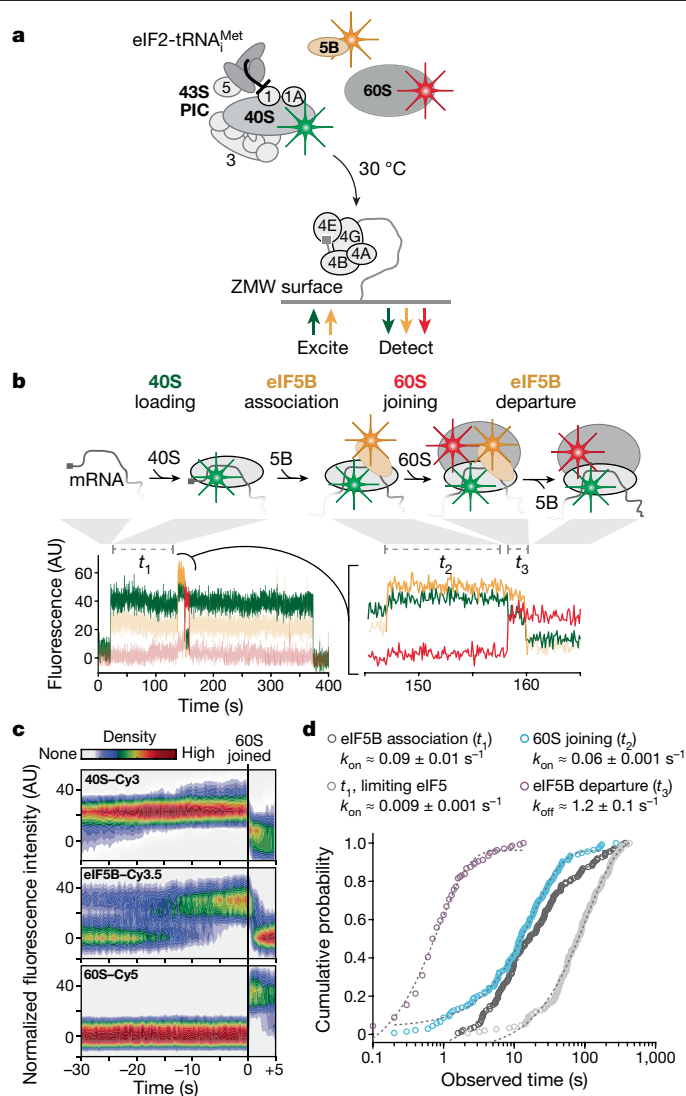 a
eIF2-tRNAiMet
5B
5
43S
PIC
1
1A
60S
40S
3
30 °C
4E
4G
4A
4B
ZMW surface
Excite
Detect
b
40S
loading
eIF5B
association
60S
joining
eIF5B
departure
mRNA
40S
5B
60S
5B
t1
t2
t3
Fluorescence (AU)
60
40
20
0
0 100 200 300 400
Time (s)
150 160
Time (s)
c
Density
None
High
60S
joined
Normalized fluorescence intensity (AU)
40S–Cy3
40
0
eIF5B–Cy3.5
40
0
60S–Cy5
40
0
−30 −20 −10 0 +5
Time (s)
d
eIF5B association (t1)
kon ≈ 0.09 ± 0.01 s−1
60S joining (t2)
kon ≈ 0.06 ± 0.001 s−1
t1, limiting eIF5
kon ≈ 0.009 ± 0.001 s−1
eIF5B departure (t3)
koff ≈ 1.2 ± 0.1 s−1
Cumulative probability
1.0
0.8
0.6
0.4
0.2
0
0.1 1 10 100 1,000
Observed time (s)